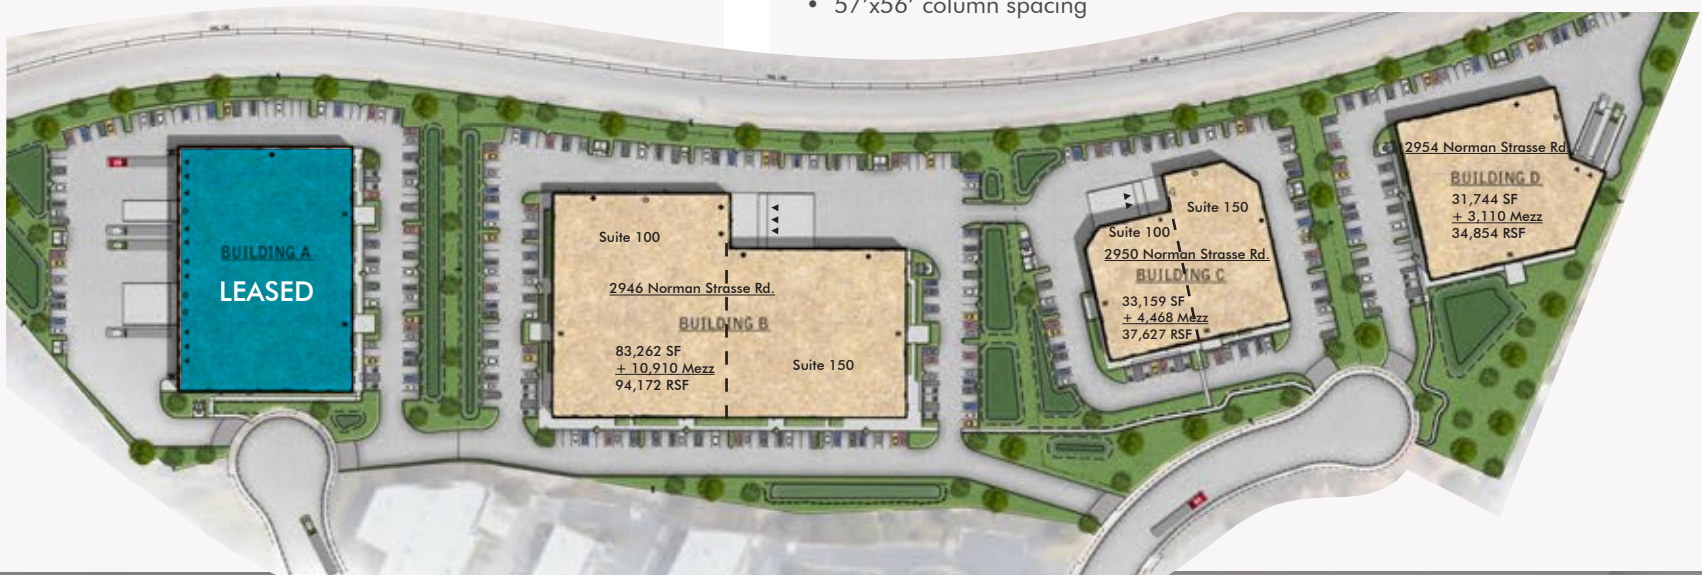 • 57'x56' column spacing
BUILDING A
LEASED
Suite 100
2946 Norman Strasse Rd.
BUILDING B
83,262 SF
+ 10,910 Mezz
94,172 RSF
Suite 150
Suite 150
Suite 100
2950 Norman Strasse Rd.
BUILDING C
33,159 SF
+ 4,468 Mezz
37,627 RSF
2954 Norman Strasse Rd.
BUILDING D
31,744 SF
+ 3,110 Mezz
34,854 RSF